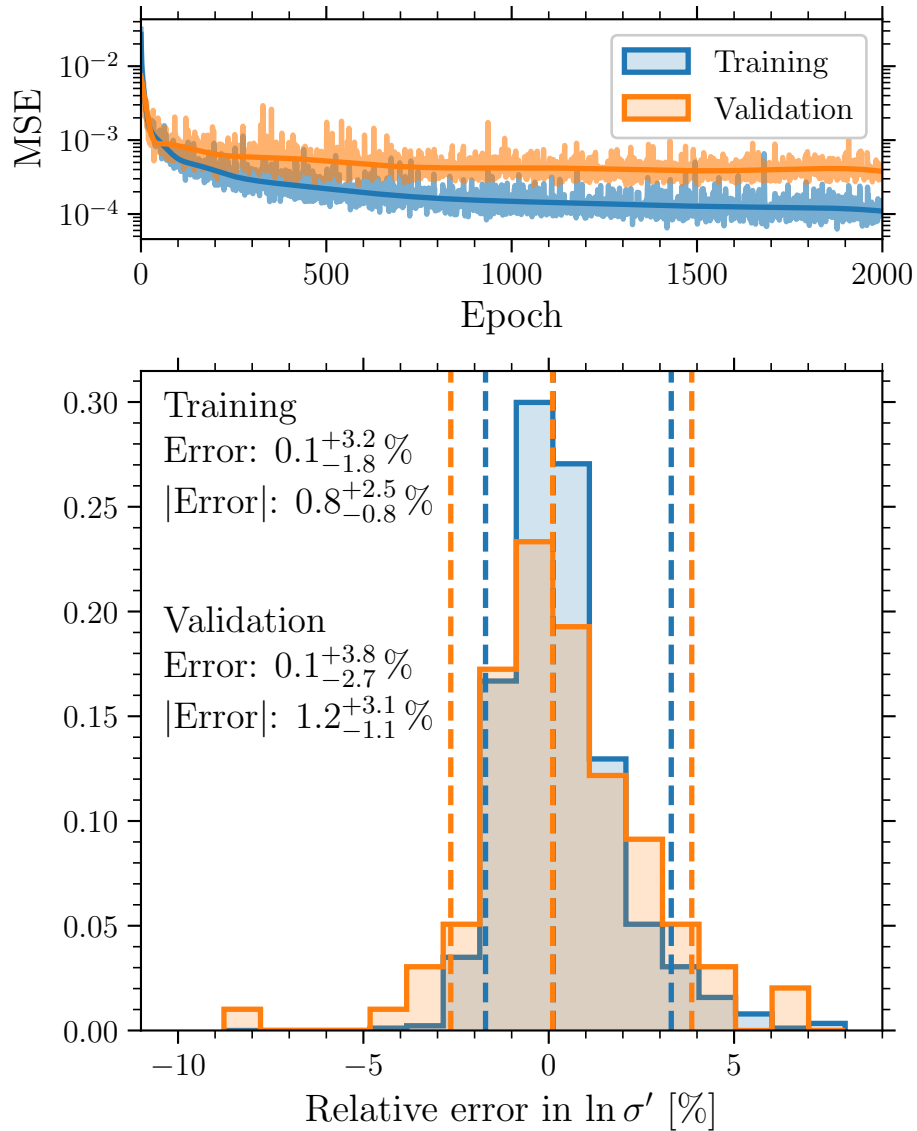 MSE
10⁻²
10⁻³
10⁻⁴
Training
Validation
0 500 1000 1500 2000
Epoch
0.30
0.25
0.20
0.15
0.10
0.05
0.00
Training
Error: 0.1⁺³·²₋₁.₈ %
|Error|: 0.8⁺²·⁵₋₀.₈ %
Validation
Error: 0.1⁺³·⁸₋₂.₇ %
|Error|: 1.2⁺³·¹₋₁.₁ %
−10 −5 0 5
Relative error in ln σ′ [%]